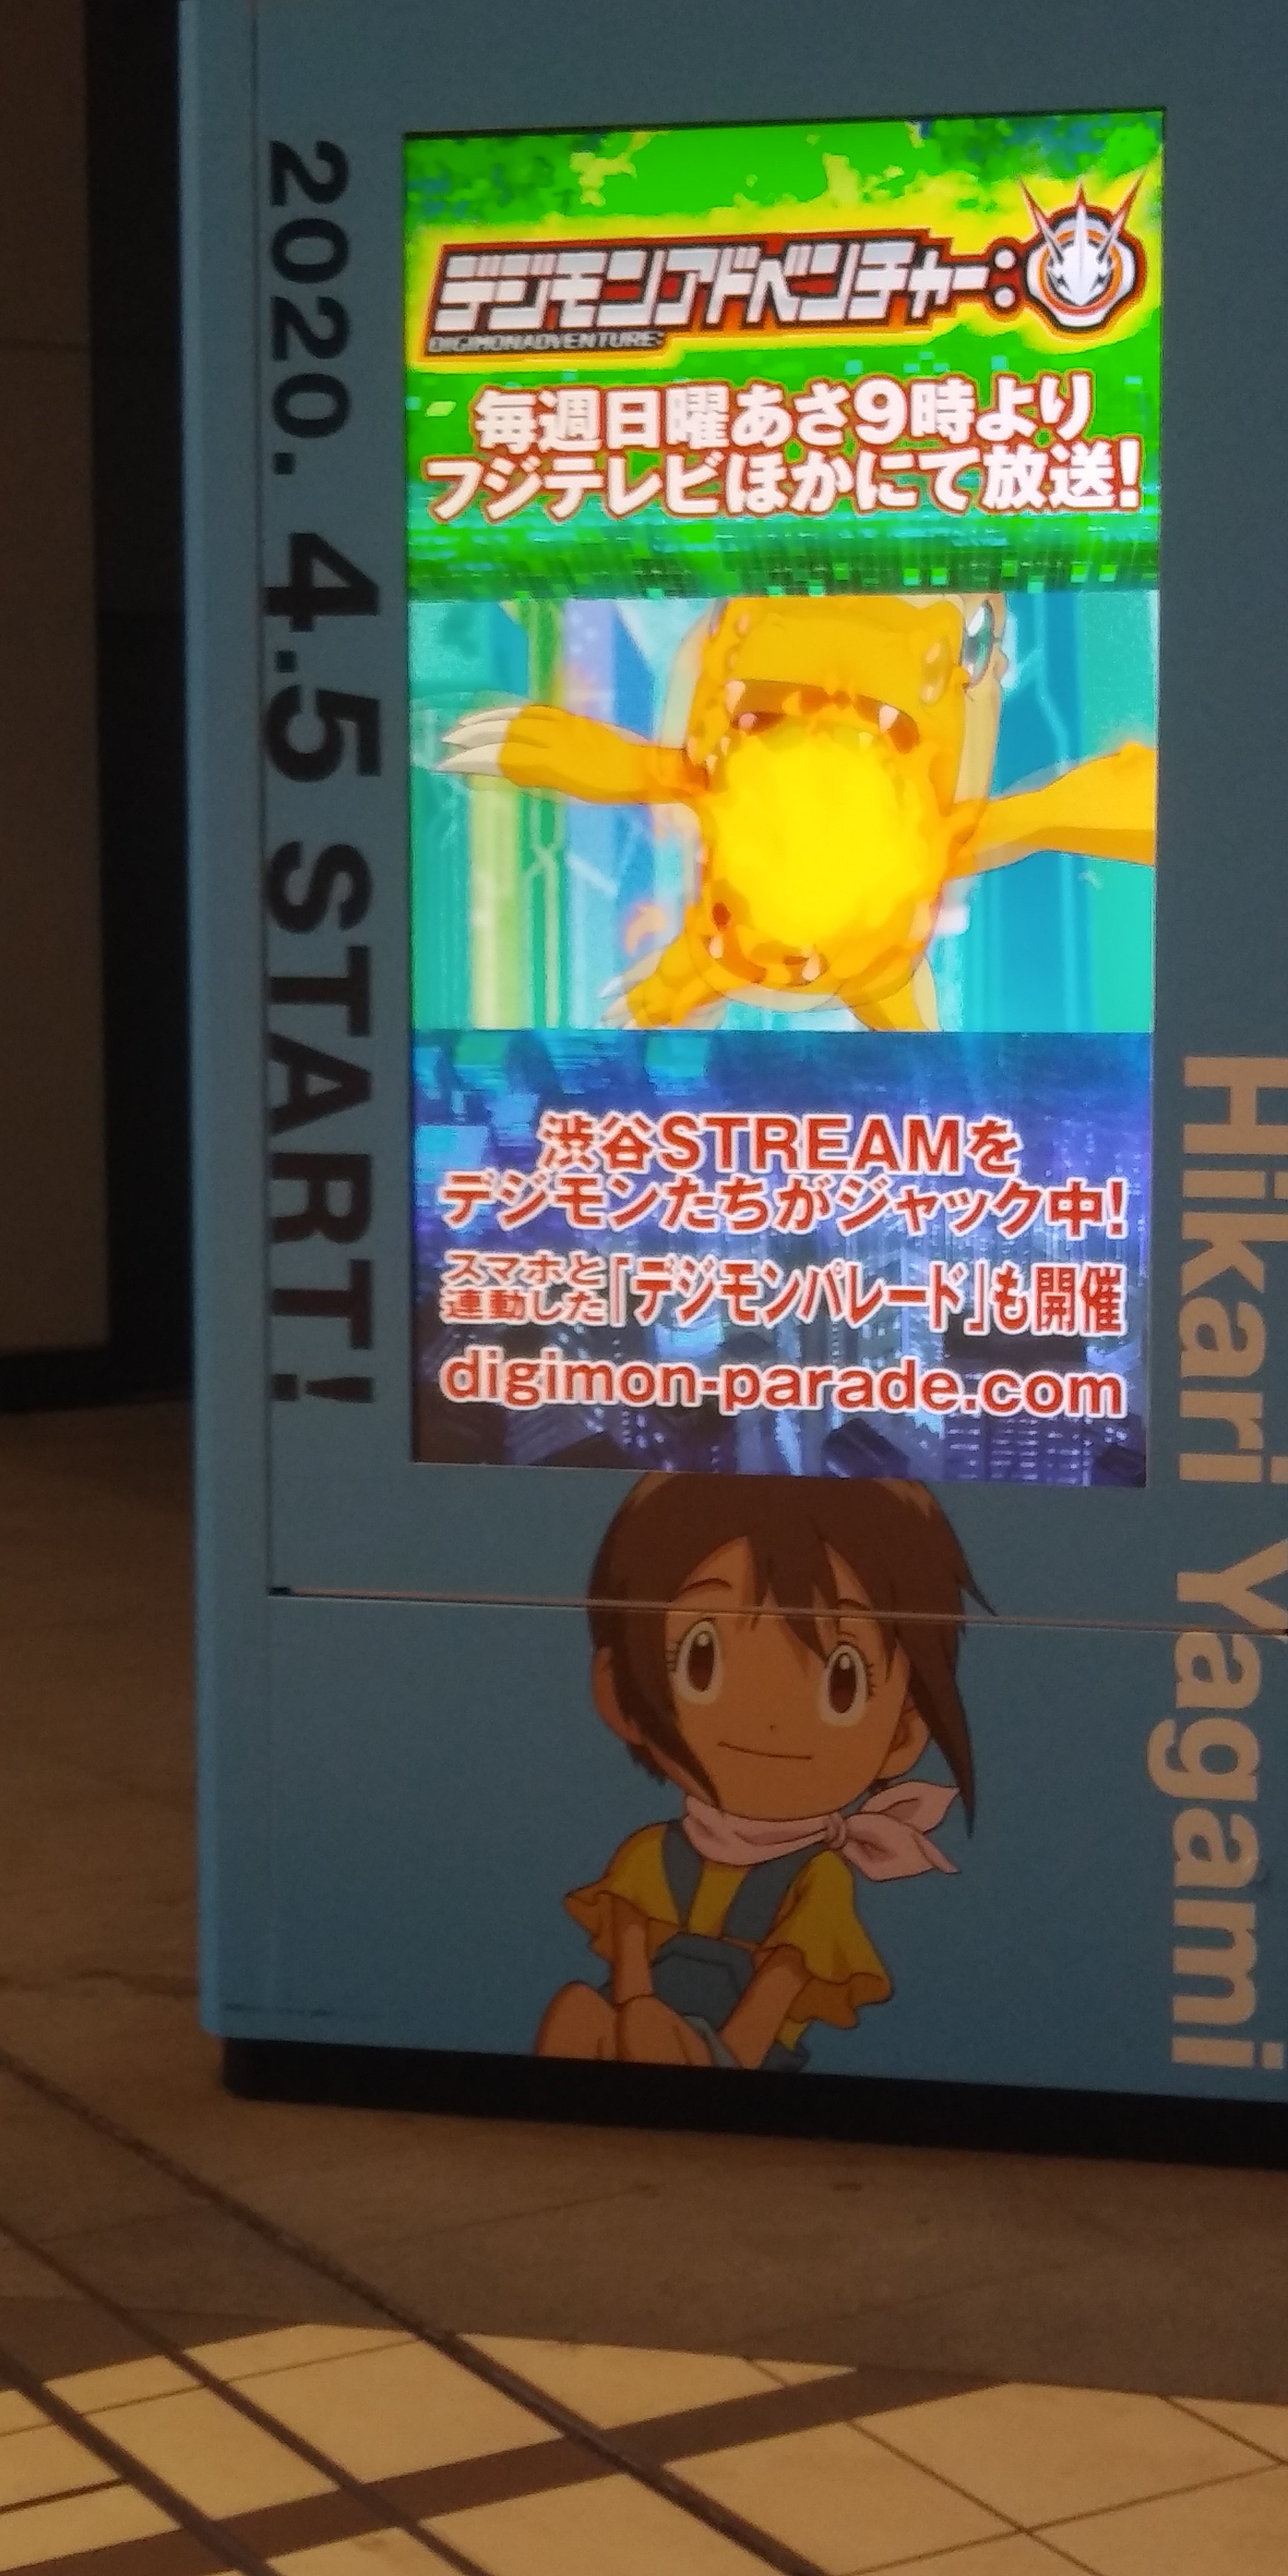 2020. 4.5 START!
デジモンアドベンチャー:
DIGIMON ADVENTURE:
毎週日曜あさ9時より
フジテレビほかにて放送!
渋谷STREAMを
デジモンたちがジャック中!
スマホと
連動した「デジモンパレード」も開催
digimon-parade.com
Hikari Yagami